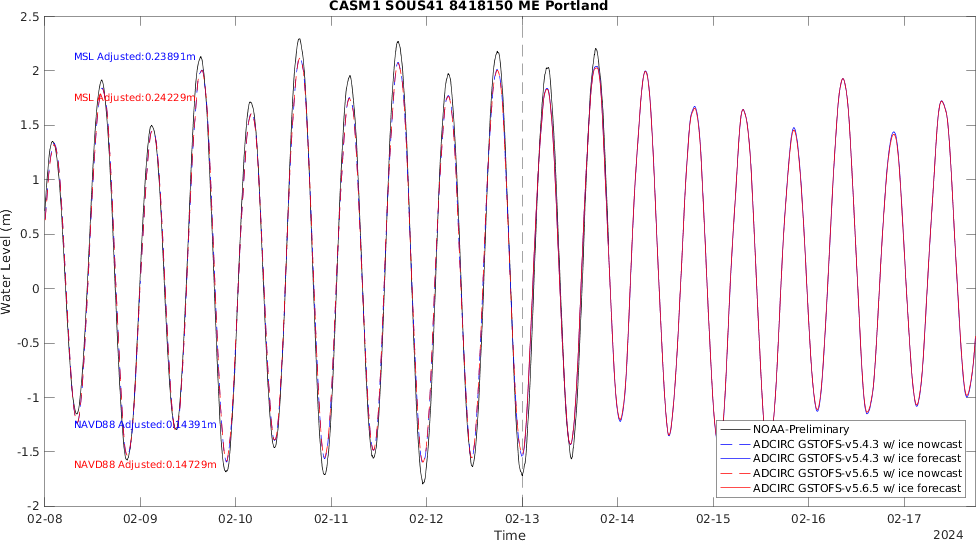 CASM1 SOUS41 8418150 ME Portland
2.5
2
1.5
1
0.5
0
-0.5
-1
-1.5
-2
Water Level (m)
MSL Adjusted:0.23891m
MSL Adjusted:0.24229m
NAVD88 Adjusted:0.14391m
NAVD88 Adjusted:0.14729m
NOAA-Preliminary
ADCIRC GSTOFS-v5.4.3 w/ ice nowcast
ADCIRC GSTOFS-v5.4.3 w/ ice forecast
ADCIRC GSTOFS-v5.6.5 w/ ice nowcast
ADCIRC GSTOFS-v5.6.5 w/ ice forecast
02-08 02-09 02-10 02-11 02-12 02-13 02-14 02-15 02-16 02-17
Time
2024